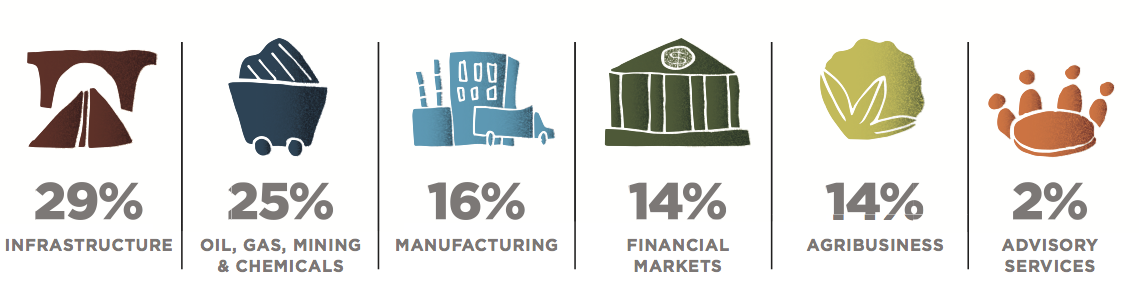 29%
INFRASTRUCTURE
25%
OIL, GAS, MINING
& CHEMICALS
16%
MANUFACTURING
14%
FINANCIAL
MARKETS
14%
AGRIBUSINESS
2%
ADVISORY
SERVICES